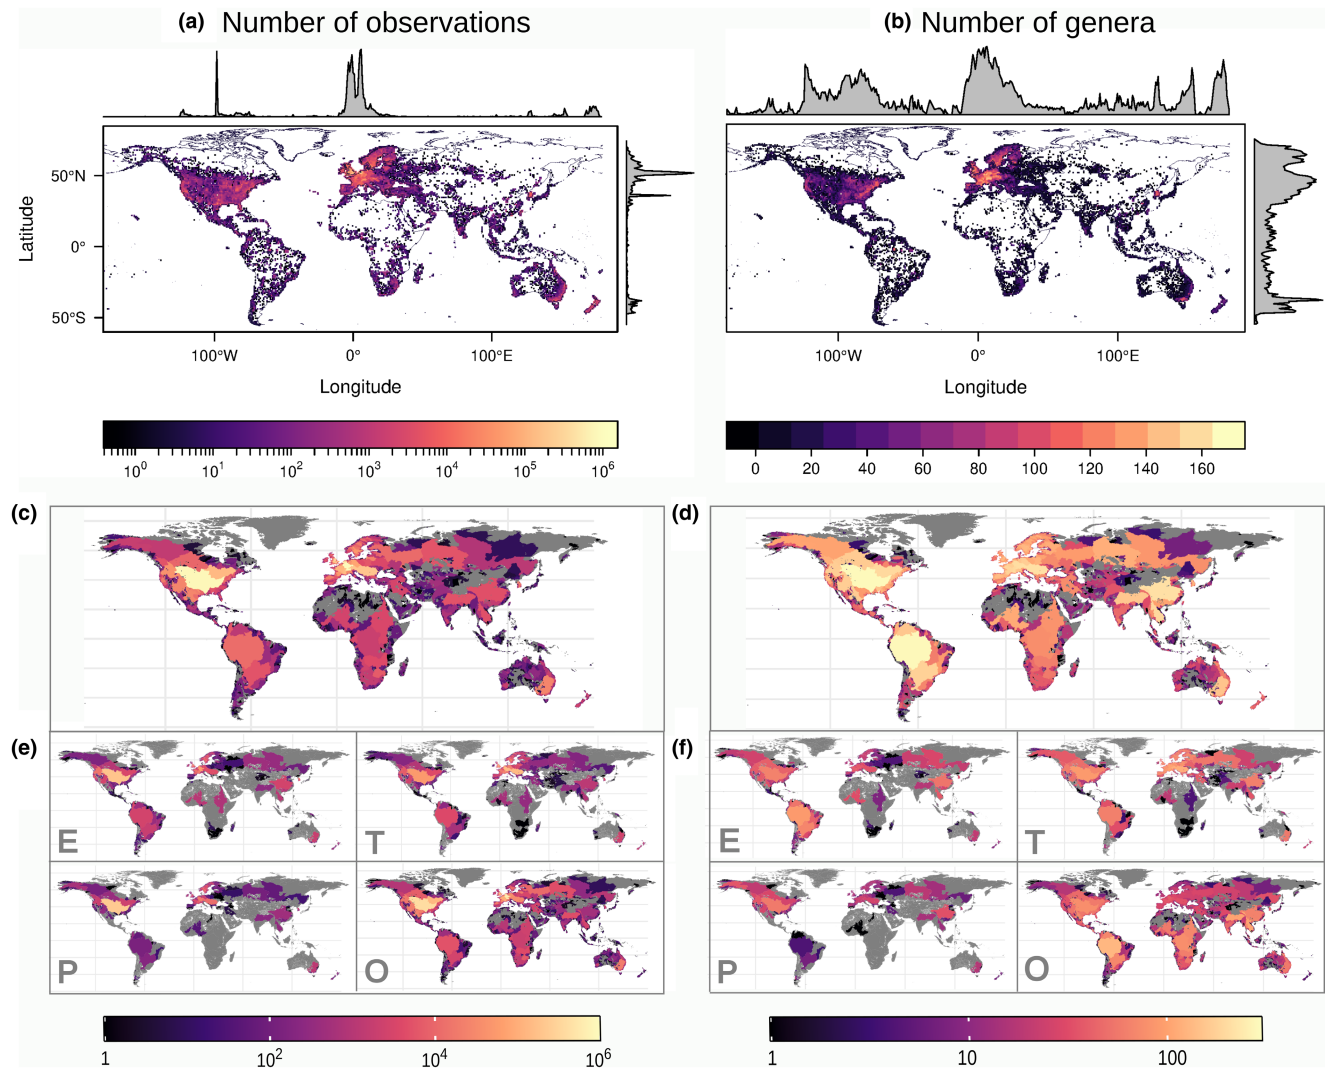 (a) Number of observations
(b) Number of genera
Latitude
50°N
0°
50°S
100°W 0° 100°E
Longitude
100°W 0° 100°E
Longitude
10⁰ 10¹ 10² 10³ 10⁴ 10⁵ 10⁶
0 20 40 60 80 100 120 140 160
(c)
(d)
(e)
E T
P O
(f)
E T
P O
1 10² 10⁴ 10⁶
1 10 100